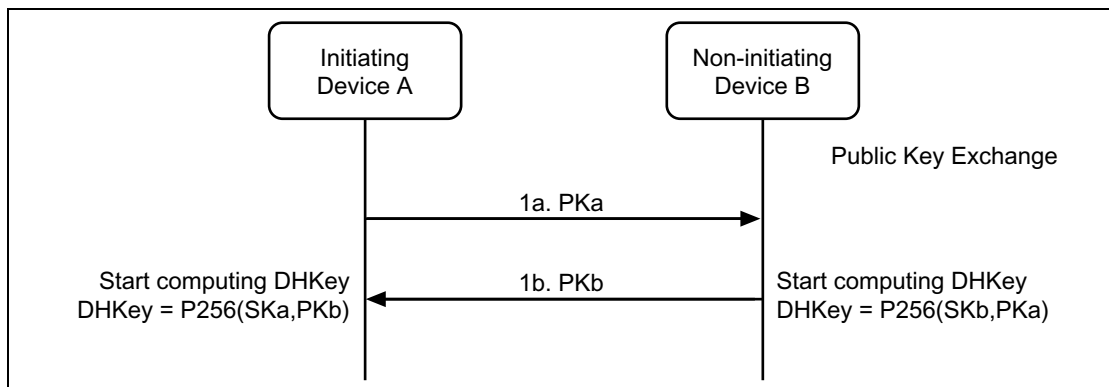 Initiating
Device A
Non-initiating
Device B
Public Key Exchange
1a. PKa
1b. PKb
Start computing DHKey
DHKey = P256(SKa,PKb)
Start computing DHKey
DHKey = P256(SKb,PKa)